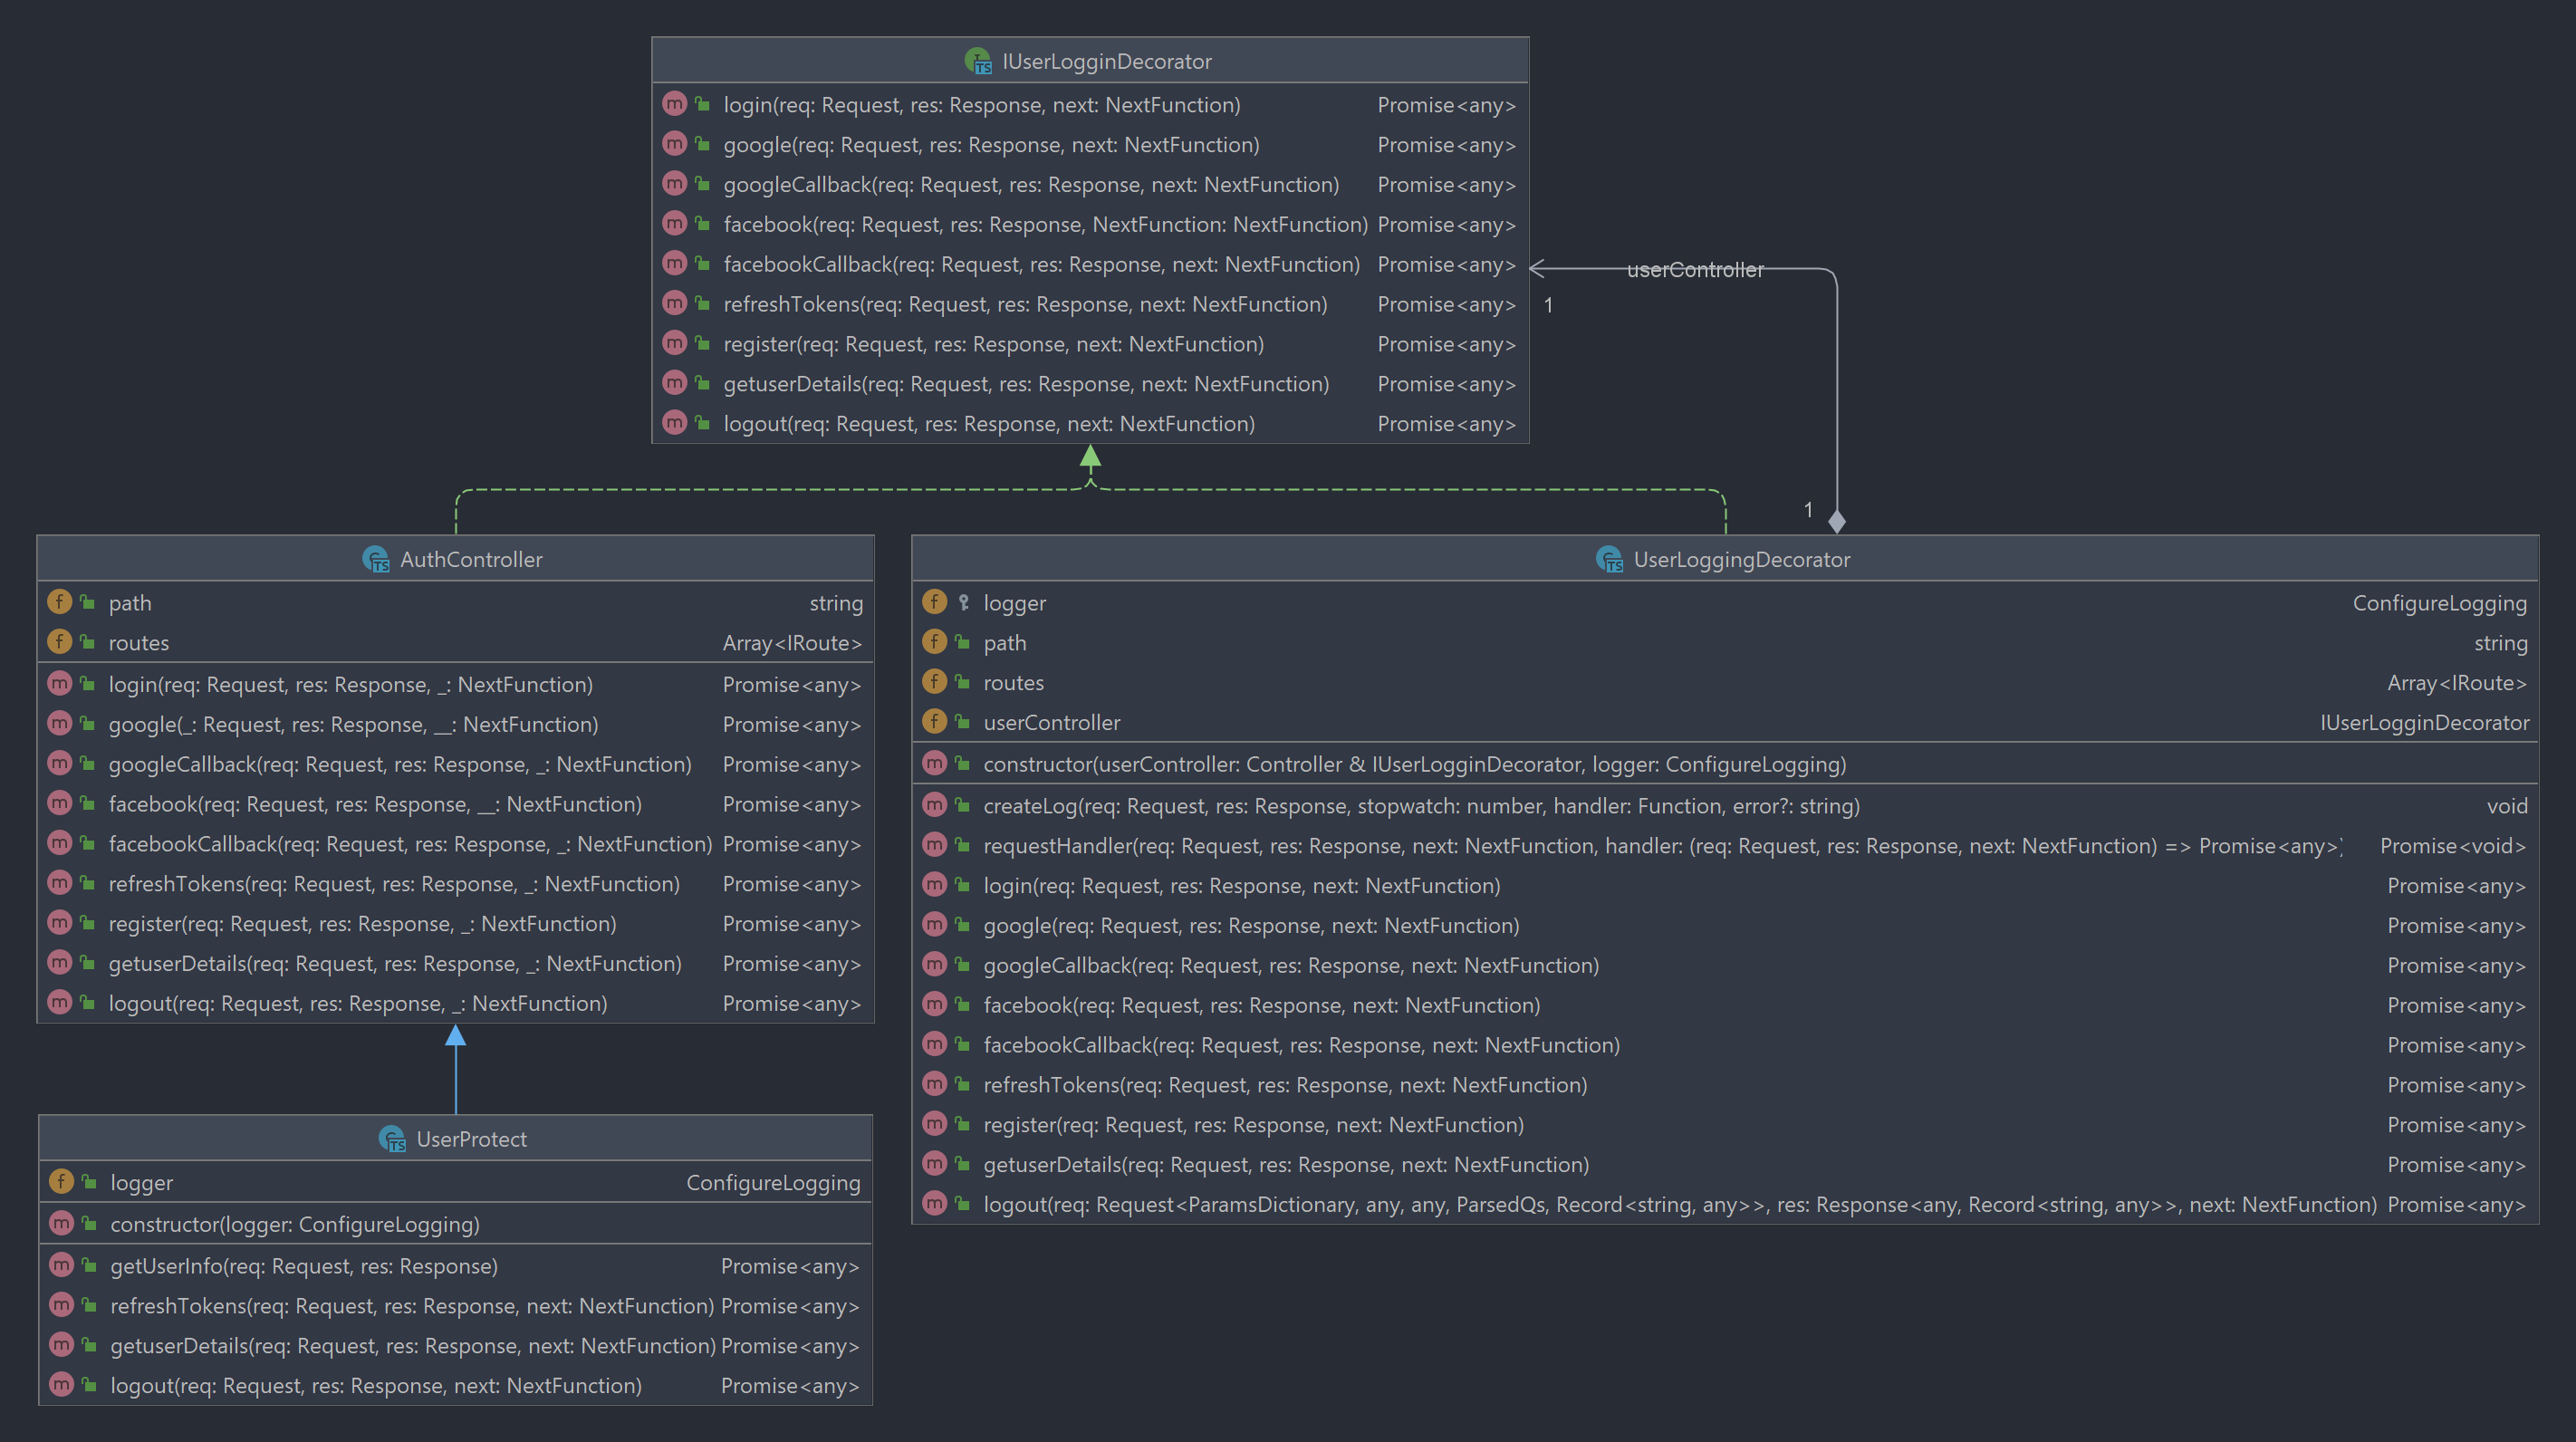 IUserLogginDecorator
login(req: Request, res: Response, next: NextFunction) Promise<any>
google(req: Request, res: Response, next: NextFunction) Promise<any>
googleCallback(req: Request, res: Response, next: NextFunction) Promise<any>
facebook(req: Request, res: Response, NextFunction: NextFunction) Promise<any>
facebookCallback(req: Request, res: Response, next: NextFunction) Promise<any>
refreshTokens(req: Request, res: Response, next: NextFunction) Promise<any>
register(req: Request, res: Response, next: NextFunction) Promise<any>
getuserDetails(req: Request, res: Response, next: NextFunction) Promise<any>
logout(req: Request, res: Response, next: NextFunction) Promise<any>
userController
1
1
AuthController
path string
routes Array<IRoute>
login(req: Request, res: Response, _: NextFunction) Promise<any>
google(_: Request, res: Response, __: NextFunction) Promise<any>
googleCallback(req: Request, res: Response, _: NextFunction) Promise<any>
facebook(req: Request, res: Response, __: NextFunction) Promise<any>
facebookCallback(req: Request, res: Response, _: NextFunction) Promise<any>
refreshTokens(req: Request, res: Response, _: NextFunction) Promise<any>
register(req: Request, res: Response, _: NextFunction) Promise<any>
getuserDetails(req: Request, res: Response, _: NextFunction) Promise<any>
logout(req: Request, res: Response, _: NextFunction) Promise<any>
UserLoggingDecorator
logger ConfigureLogging
path string
routes Array<IRoute>
userController IUserLogginDecorator
constructor(userController: Controller & IUserLogginDecorator, logger: ConfigureLogging)
createLog(req: Request, res: Response, stopwatch: number, handler: Function, error?: string) void
requestHandler(req: Request, res: Response, next: NextFunction, handler: (req: Request, res: Response, next: NextFunction) => Promise<any>) Promise<void>
login(req: Request, res: Response, next: NextFunction) Promise<any>
google(req: Request, res: Response, next: NextFunction) Promise<any>
googleCallback(req: Request, res: Response, next: NextFunction) Promise<any>
facebook(req: Request, res: Response, next: NextFunction) Promise<any>
facebookCallback(req: Request, res: Response, next: NextFunction) Promise<any>
refreshTokens(req: Request, res: Response, next: NextFunction) Promise<any>
register(req: Request, res: Response, next: NextFunction) Promise<any>
getuserDetails(req: Request, res: Response, next: NextFunction) Promise<any>
logout(req: Request<ParamsDictionary, any, any, ParsedQs, Record<string, any>>, res: Response<any, Record<string, any>>, next: NextFunction) Promise<any>
UserProtect
logger ConfigureLogging
constructor(logger: ConfigureLogging)
getUserInfo(req: Request, res: Response) Promise<any>
refreshTokens(req: Request, res: Response, next: NextFunction) Promise<any>
getuserDetails(req: Request, res: Response, next: NextFunction) Promise<any>
logout(req: Request, res: Response, next: NextFunction) Promise<any>